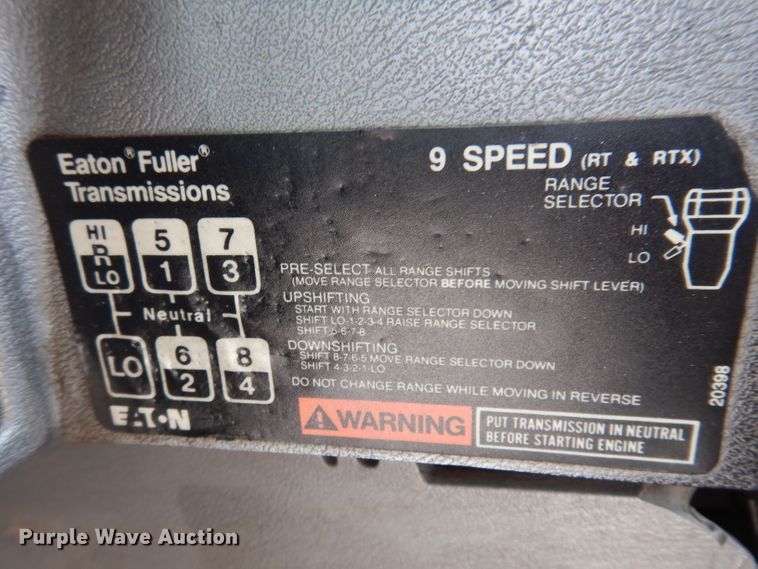 Eaton® Fuller®
Transmissions
9 SPEED (RT & RTX)
RANGE
SELECTOR
HI
LO
HI
R
LO
5
1
7
3
Neutral
LO
6
2
8
4
PRE-SELECT ALL RANGE SHIFTS
(MOVE RANGE SELECTOR BEFORE MOVING SHIFT LEVER)
UPSHIFTING
START WITH RANGE SELECTOR DOWN
SHIFT LO-1-2-3-4 RAISE RANGE SELECTOR
SHIFT 5-6-7-8
DOWNSHIFTING
SHIFT 8-7-6-5 MOVE RANGE SELECTOR DOWN
SHIFT 4-3-2-1-LO
DO NOT CHANGE RANGE WHILE MOVING IN REVERSE
20398
EATON
WARNING
PUT TRANSMISSION IN NEUTRAL
BEFORE STARTING ENGINE
Purple Wave Auction
Purple Wave Auction